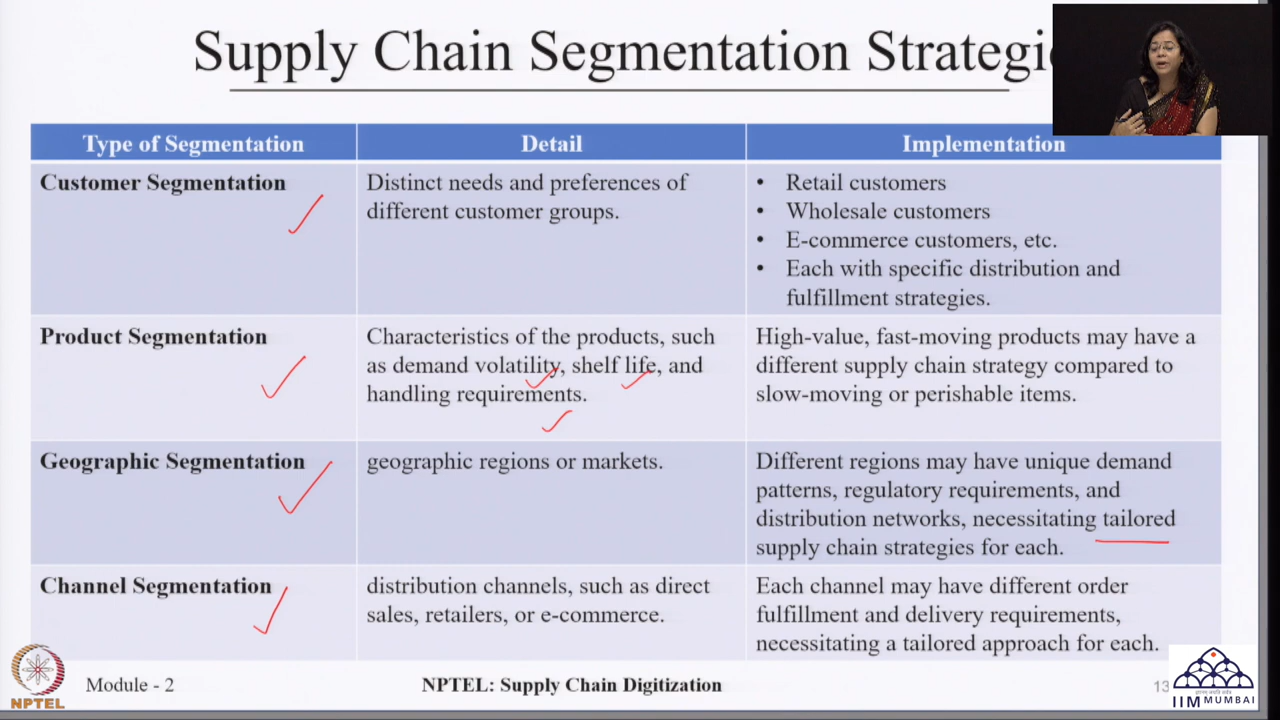 Supply Chain Segmentation Strategi
Type of Segmentation
Detail
Implementation
Customer Segmentation
Distinct needs and preferences of
different customer groups.
• Retail customers
• Wholesale customers
• E-commerce customers, etc.
• Each with specific distribution and
fulfillment strategies.
Product Segmentation
Characteristics of the products, such
as demand volatility, shelf life, and
handling requirements.
High-value, fast-moving products may have a
different supply chain strategy compared to
slow-moving or perishable items.
Geographic Segmentation
geographic regions or markets.
Different regions may have unique demand
patterns, regulatory requirements, and
distribution networks, necessitating tailored
supply chain strategies for each.
Channel Segmentation
distribution channels, such as direct
sales, retailers, or e-commerce.
Each channel may have different order
fulfillment and delivery requirements,
necessitating a tailored approach for each.
NPTEL
Module - 2
NPTEL: Supply Chain Digitization
13
IIM MUMBAI